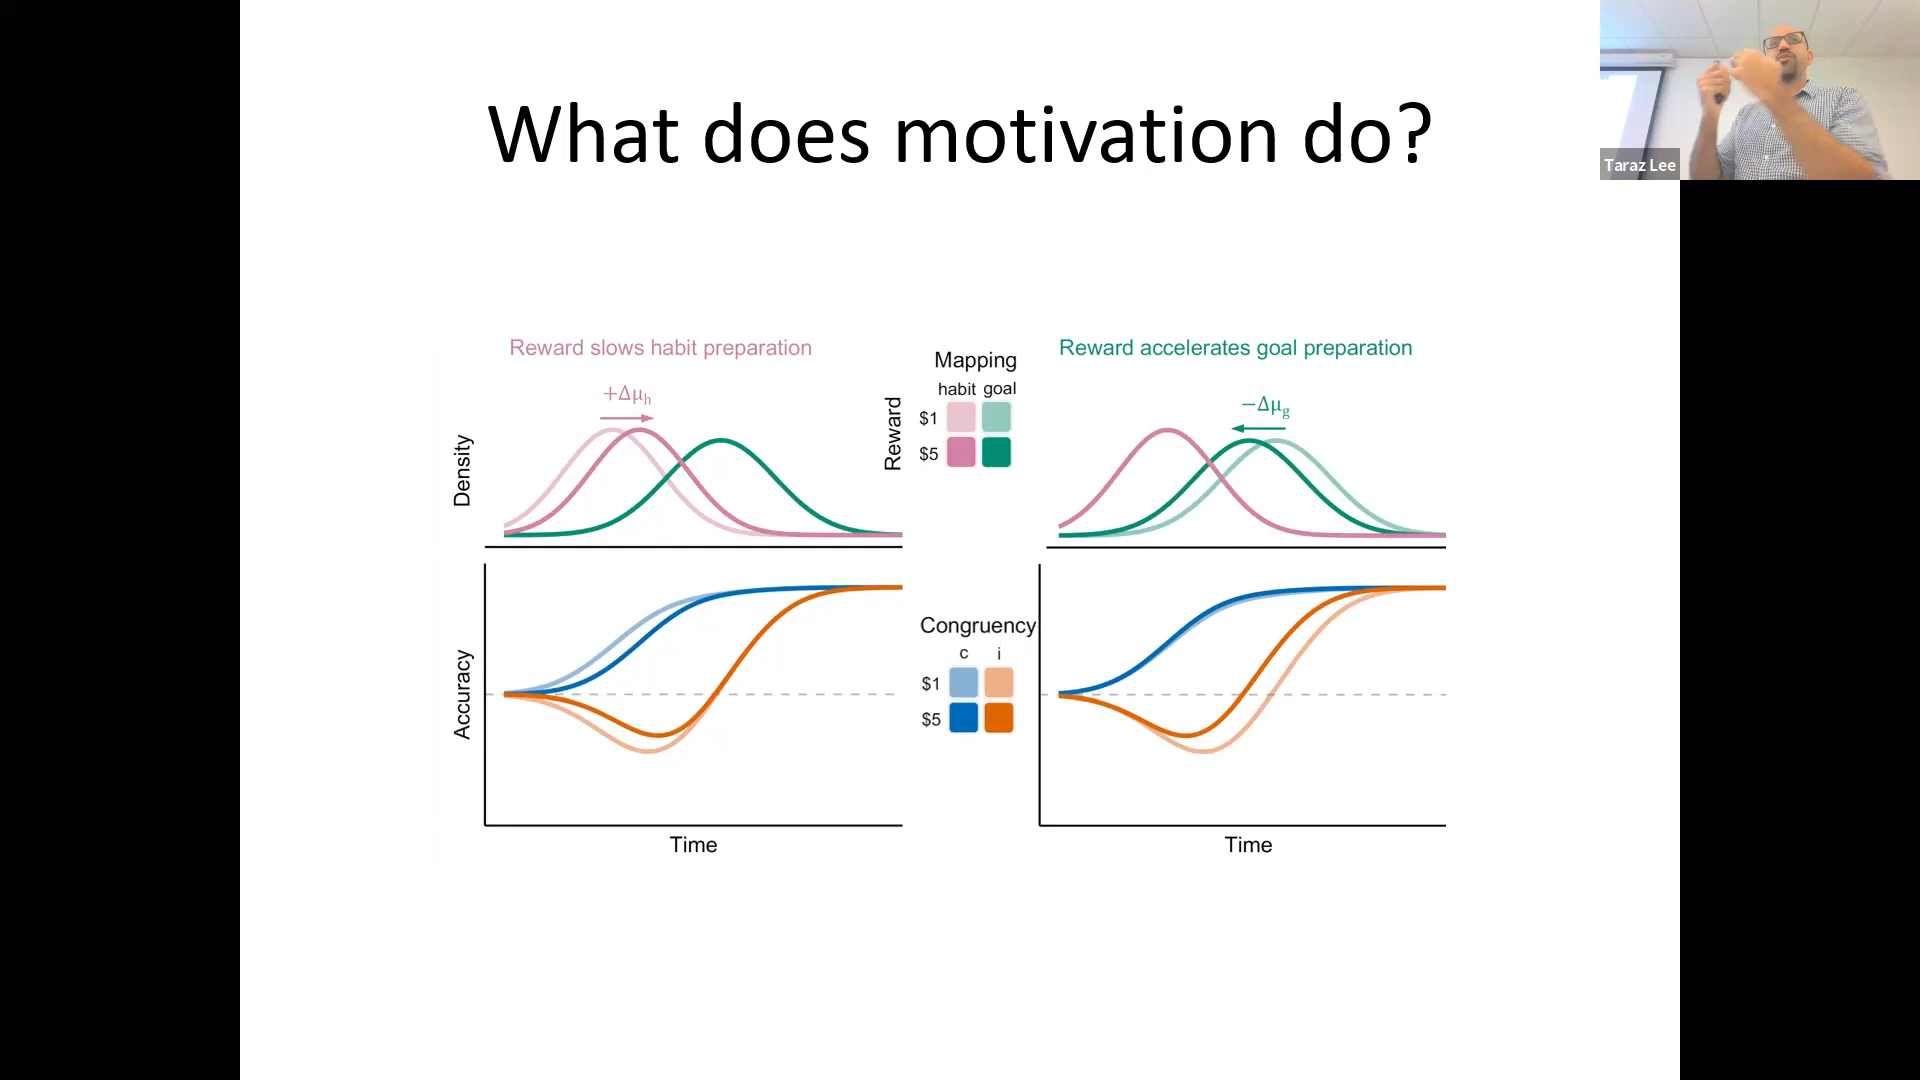 What does motivation do?
Taraz Lee
Reward slows habit preparation
+Δμh
Density
Mapping
habit goal
Reward
$1
$5
Reward accelerates goal preparation
−Δμg
Accuracy
Time
Congruency
c i
$1
$5
Time